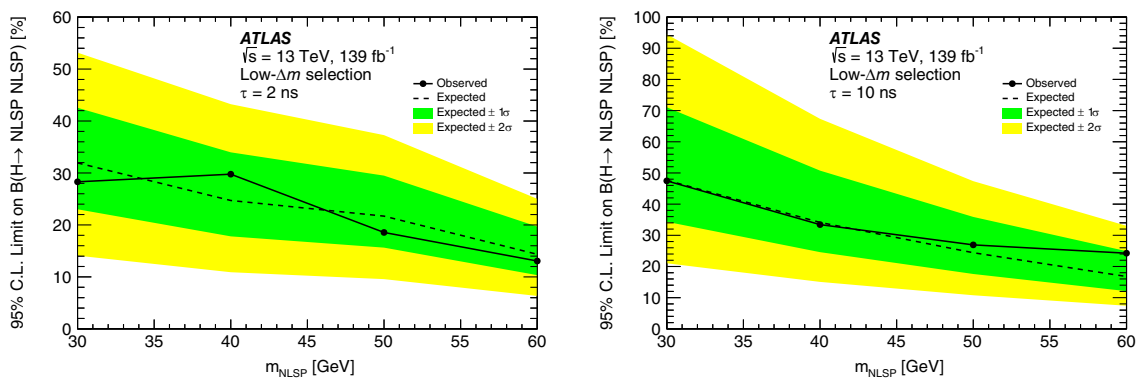 95% C.L. Limit on B(H→ NLSP NLSP) [%]
60
50
40
30
20
10
0
ATLAS
√s = 13 TeV, 139 fb⁻¹
Low-Δm selection
τ = 2 ns
Observed
Expected
Expected ± 1σ
Expected ± 2σ
30 35 40 45 50 55 60
m_NLSP [GeV]
95% C.L. Limit on B(H→ NLSP NLSP) [%]
100
90
80
70
60
50
40
30
20
10
0
ATLAS
√s = 13 TeV, 139 fb⁻¹
Low-Δm selection
τ = 10 ns
Observed
Expected
Expected ± 1σ
Expected ± 2σ
30 35 40 45 50 55 60
m_NLSP [GeV]